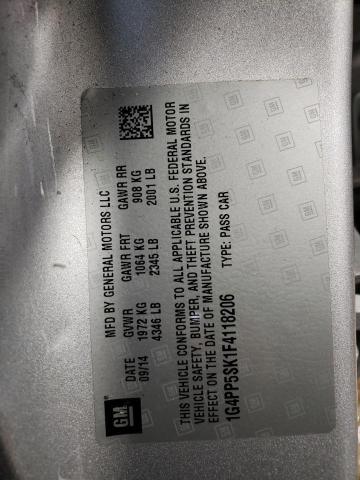 MFD BY GENERAL MOTORS LLC
DATE GVWR GAWR FRT GAWR RR
09/14 1972 KG 1064 KG 908 KG
4346 LB 2345 LB 2001 LB
THIS VEHICLE CONFORMS TO ALL APPLICABLE U.S. FEDERAL MOTOR
VEHICLE SAFETY, BUMPER, AND THEFT PREVENTION STANDARDS IN
EFFECT ON THE DATE OF MANUFACTURE SHOWN ABOVE.
1G4PP5SK1F4118206 TYPE: PASS CAR
GM